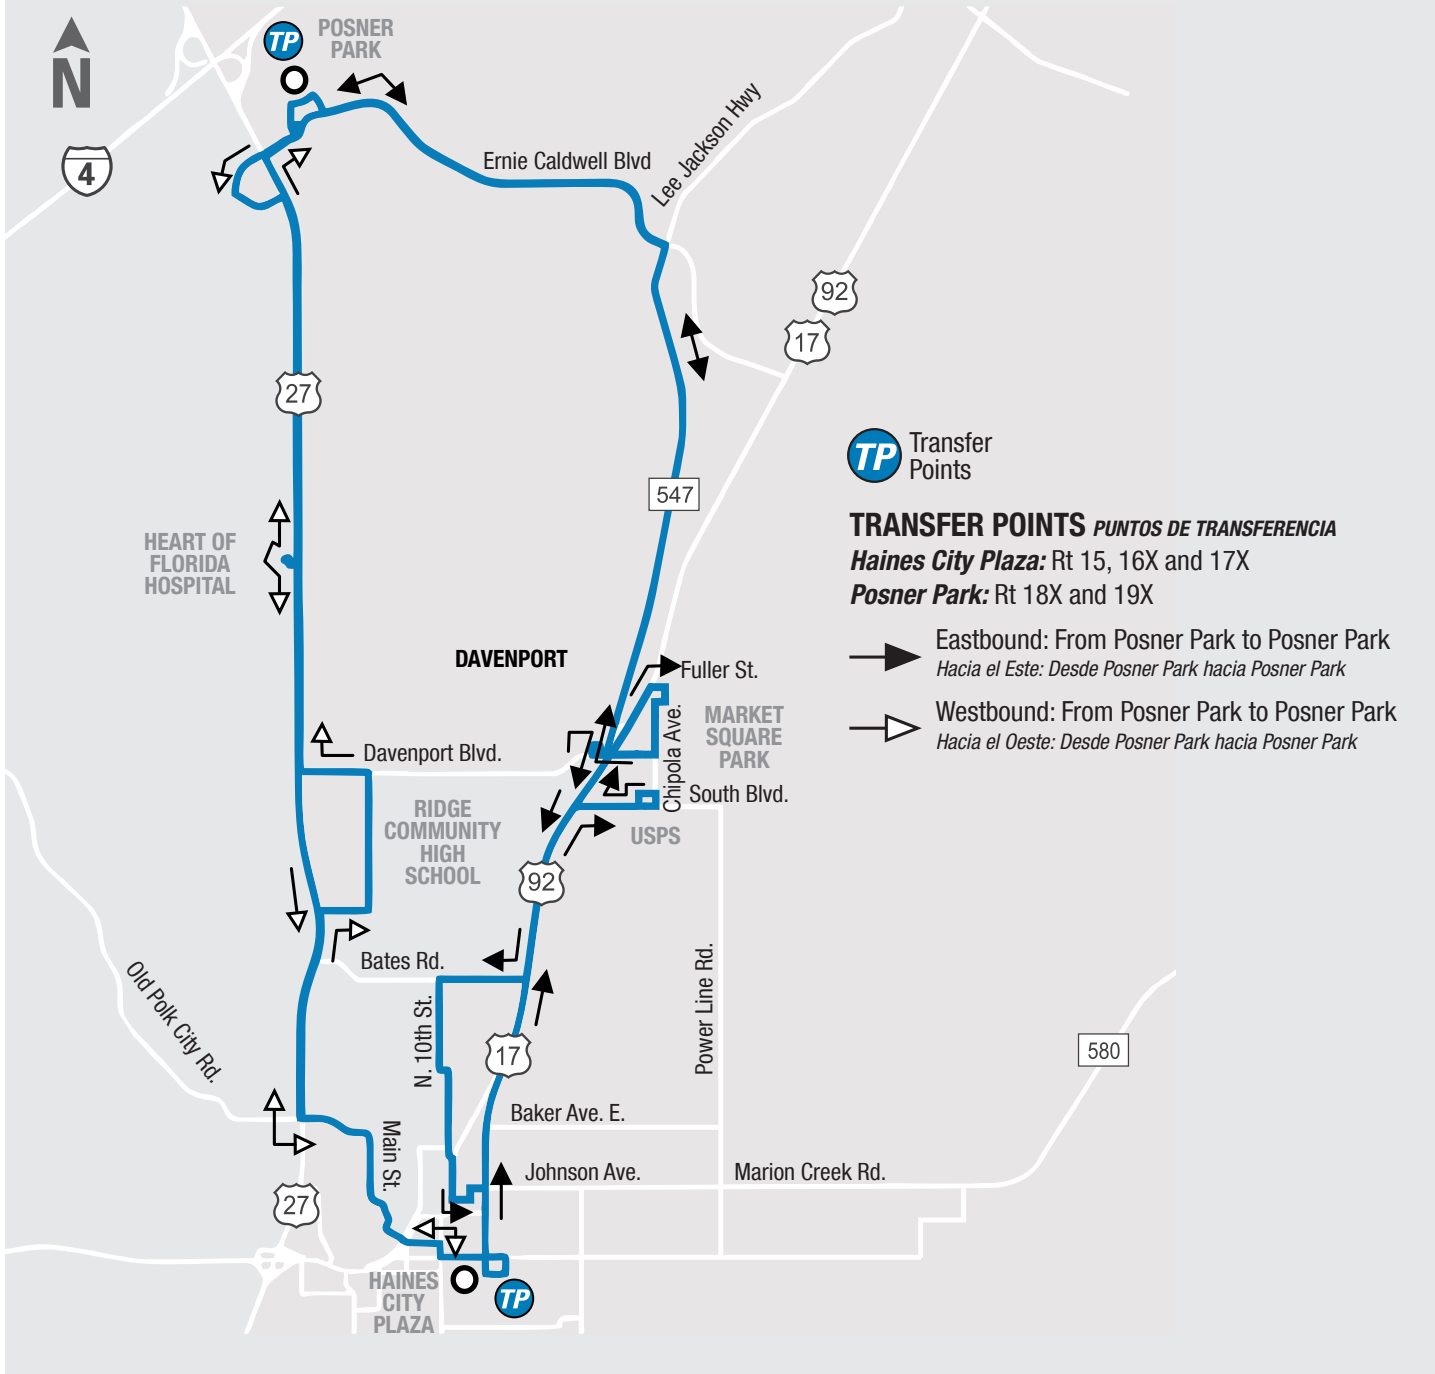 TP
POSNER
PARK
N
4
Ernie Caldwell Blvd
Lee Jackson Hwy
92
17
27
TP Transfer
Points
547
TRANSFER POINTS PUNTOS DE TRANSFERENCIA
Haines City Plaza: Rt 15, 16X and 17X
Posner Park: Rt 18X and 19X
HEART OF
FLORIDA
HOSPITAL
Eastbound: From Posner Park to Posner Park
Hacia el Este: Desde Posner Park hacia Posner Park
DAVENPORT
Fuller St.
Westbound: From Posner Park to Posner Park
Hacia el Oeste: Desde Posner Park hacia Posner Park
MARKET
SQUARE
PARK
Chipola Ave.
Davenport Blvd.
South Blvd.
RIDGE
COMMUNITY
HIGH
SCHOOL
USPS
92
Bates Rd.
Old Polk City Rd.
N. 10th St.
Power Line Rd.
17
580
Baker Ave. E.
Main St.
Johnson Ave.
Marion Creek Rd.
27
HAINES
CITY
PLAZA
TP